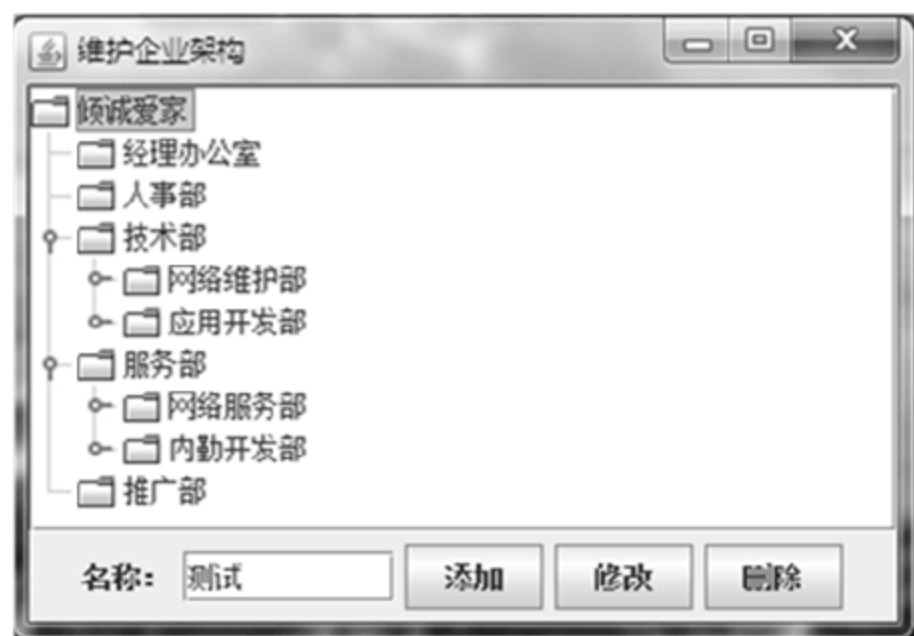 维护企业架构
倾诚爱家
经理办公室
人事部
技术部
网络维护部
应用开发部
服务部
网络服务部
内勤开发部
推广部
名称： 测试 添加 修改 删除